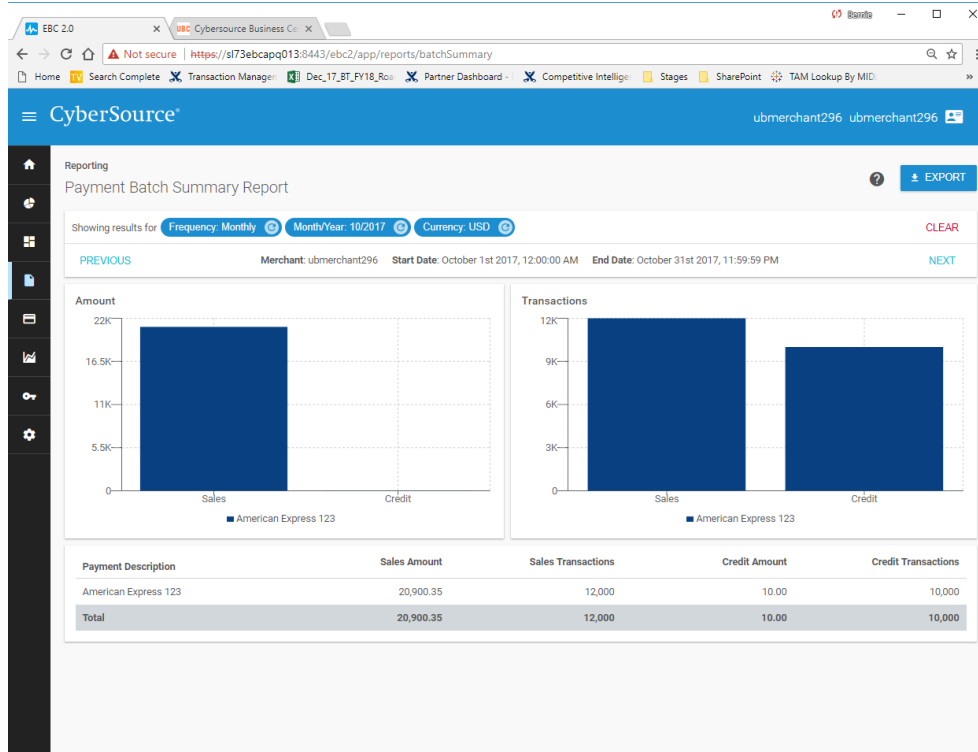 Bernie
EBC 2.0
UBC Cybersource Business Ce
Not secure | https://sl73ebcapq013:8443/ebc2/app/reports/batchSummary
Home TV Search Complete Transaction Manager Dec_17_BT_FY18_Roa Partner Dashboard - Competitive Intellige Stages SharePoint TAM Lookup By MID: »
CyberSource
ubmerchant296 ubmerchant296
Reporting
Payment Batch Summary Report
? EXPORT
Showing results for Frequency: Monthly Month/Year: 10/2017 Currency: USD CLEAR
PREVIOUS Merchant: ubmerchant296 Start Date: October 1st 2017, 12:00:00 AM End Date: October 31st 2017, 11:59:59 PM NEXT
Amount
22K
16.5K
11K
5.5K
0
Sales Credit
American Express 123
Transactions
12K
9K
6K
3K
0
Sales Credit
American Express 123
Payment Description Sales Amount Sales Transactions Credit Amount Credit Transactions
American Express 123 20,900.35 12,000 10.00 10,000
Total 20,900.35 12,000 10.00 10,000